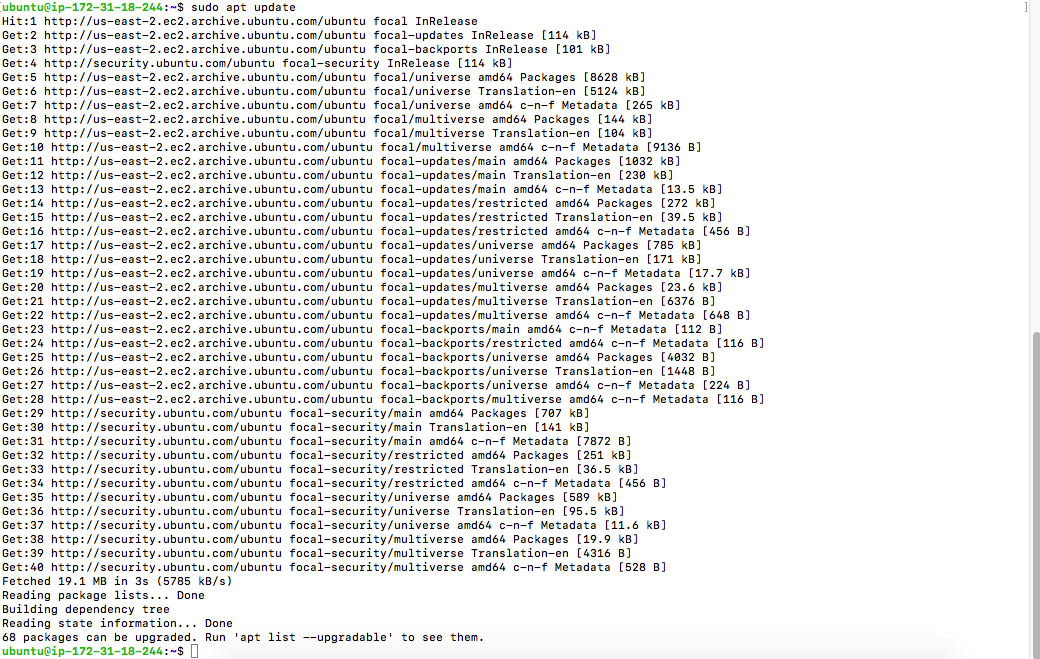 ubuntu@ip-172-31-18-244:~$ sudo apt update
Hit:1 http://us-east-2.ec2.archive.ubuntu.com/ubuntu focal InRelease
Get:2 http://us-east-2.ec2.archive.ubuntu.com/ubuntu focal-updates InRelease [114 kB]
Get:3 http://us-east-2.ec2.archive.ubuntu.com/ubuntu focal-backports InRelease [101 kB]
Get:4 http://security.ubuntu.com/ubuntu focal-security InRelease [114 kB]
Get:5 http://us-east-2.ec2.archive.ubuntu.com/ubuntu focal/universe amd64 Packages [8628 kB]
Get:6 http://us-east-2.ec2.archive.ubuntu.com/ubuntu focal/universe Translation-en [5124 kB]
Get:7 http://us-east-2.ec2.archive.ubuntu.com/ubuntu focal/universe amd64 c-n-f Metadata [265 kB]
Get:8 http://us-east-2.ec2.archive.ubuntu.com/ubuntu focal/multiverse amd64 Packages [144 kB]
Get:9 http://us-east-2.ec2.archive.ubuntu.com/ubuntu focal/multiverse Translation-en [104 kB]
Get:10 http://us-east-2.ec2.archive.ubuntu.com/ubuntu focal/multiverse amd64 c-n-f Metadata [9136 B]
Get:11 http://us-east-2.ec2.archive.ubuntu.com/ubuntu focal-updates/main amd64 Packages [1032 kB]
Get:12 http://us-east-2.ec2.archive.ubuntu.com/ubuntu focal-updates/main Translation-en [230 kB]
Get:13 http://us-east-2.ec2.archive.ubuntu.com/ubuntu focal-updates/main amd64 c-n-f Metadata [13.5 kB]
Get:14 http://us-east-2.ec2.archive.ubuntu.com/ubuntu focal-updates/restricted amd64 Packages [272 kB]
Get:15 http://us-east-2.ec2.archive.ubuntu.com/ubuntu focal-updates/restricted Translation-en [39.5 kB]
Get:16 http://us-east-2.ec2.archive.ubuntu.com/ubuntu focal-updates/restricted amd64 c-n-f Metadata [456 B]
Get:17 http://us-east-2.ec2.archive.ubuntu.com/ubuntu focal-updates/universe amd64 Packages [785 kB]
Get:18 http://us-east-2.ec2.archive.ubuntu.com/ubuntu focal-updates/universe Translation-en [171 kB]
Get:19 http://us-east-2.ec2.archive.ubuntu.com/ubuntu focal-updates/universe amd64 c-n-f Metadata [17.7 kB]
Get:20 http://us-east-2.ec2.archive.ubuntu.com/ubuntu focal-updates/multiverse amd64 Packages [23.6 kB]
Get:21 http://us-east-2.ec2.archive.ubuntu.com/ubuntu focal-updates/multiverse Translation-en [6376 B]
Get:22 http://us-east-2.ec2.archive.ubuntu.com/ubuntu focal-updates/multiverse amd64 c-n-f Metadata [648 B]
Get:23 http://us-east-2.ec2.archive.ubuntu.com/ubuntu focal-backports/main amd64 c-n-f Metadata [112 B]
Get:24 http://us-east-2.ec2.archive.ubuntu.com/ubuntu focal-backports/restricted amd64 c-n-f Metadata [116 B]
Get:25 http://us-east-2.ec2.archive.ubuntu.com/ubuntu focal-backports/universe amd64 Packages [4032 B]
Get:26 http://us-east-2.ec2.archive.ubuntu.com/ubuntu focal-backports/universe Translation-en [1448 B]
Get:27 http://us-east-2.ec2.archive.ubuntu.com/ubuntu focal-backports/universe amd64 c-n-f Metadata [224 B]
Get:28 http://us-east-2.ec2.archive.ubuntu.com/ubuntu focal-backports/multiverse amd64 c-n-f Metadata [116 B]
Get:29 http://security.ubuntu.com/ubuntu focal-security/main amd64 Packages [707 kB]
Get:30 http://security.ubuntu.com/ubuntu focal-security/main Translation-en [141 kB]
Get:31 http://security.ubuntu.com/ubuntu focal-security/main amd64 c-n-f Metadata [7872 B]
Get:32 http://security.ubuntu.com/ubuntu focal-security/restricted amd64 Packages [251 kB]
Get:33 http://security.ubuntu.com/ubuntu focal-security/restricted Translation-en [36.5 kB]
Get:34 http://security.ubuntu.com/ubuntu focal-security/restricted amd64 c-n-f Metadata [456 B]
Get:35 http://security.ubuntu.com/ubuntu focal-security/universe amd64 Packages [589 kB]
Get:36 http://security.ubuntu.com/ubuntu focal-security/universe Translation-en [95.5 kB]
Get:37 http://security.ubuntu.com/ubuntu focal-security/universe amd64 c-n-f Metadata [11.6 kB]
Get:38 http://security.ubuntu.com/ubuntu focal-security/multiverse amd64 Packages [19.9 kB]
Get:39 http://security.ubuntu.com/ubuntu focal-security/multiverse Translation-en [4316 B]
Get:40 http://security.ubuntu.com/ubuntu focal-security/multiverse amd64 c-n-f Metadata [528 B]
Fetched 19.1 MB in 3s (5785 kB/s)
Reading package lists... Done
Building dependency tree
Reading state information... Done
68 packages can be upgraded. Run 'apt list --upgradable' to see them.
ubuntu@ip-172-31-18-244:~$